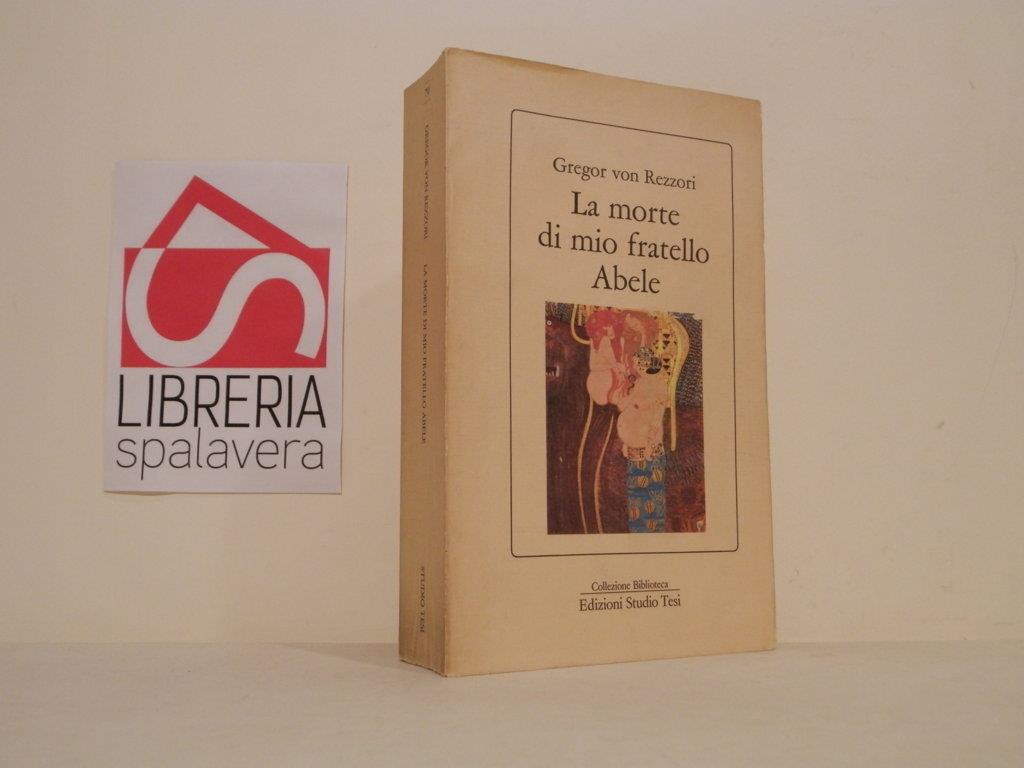 LIBRERIA
spalavera
GREGOR VON REZZORI LA MORTE DI MIO FRATELLO ABELE STUDIO TESI
Gregor von Rezzori
La morte
di mio fratello
Abele
Collezione Biblioteca
Edizioni Studio Tesi